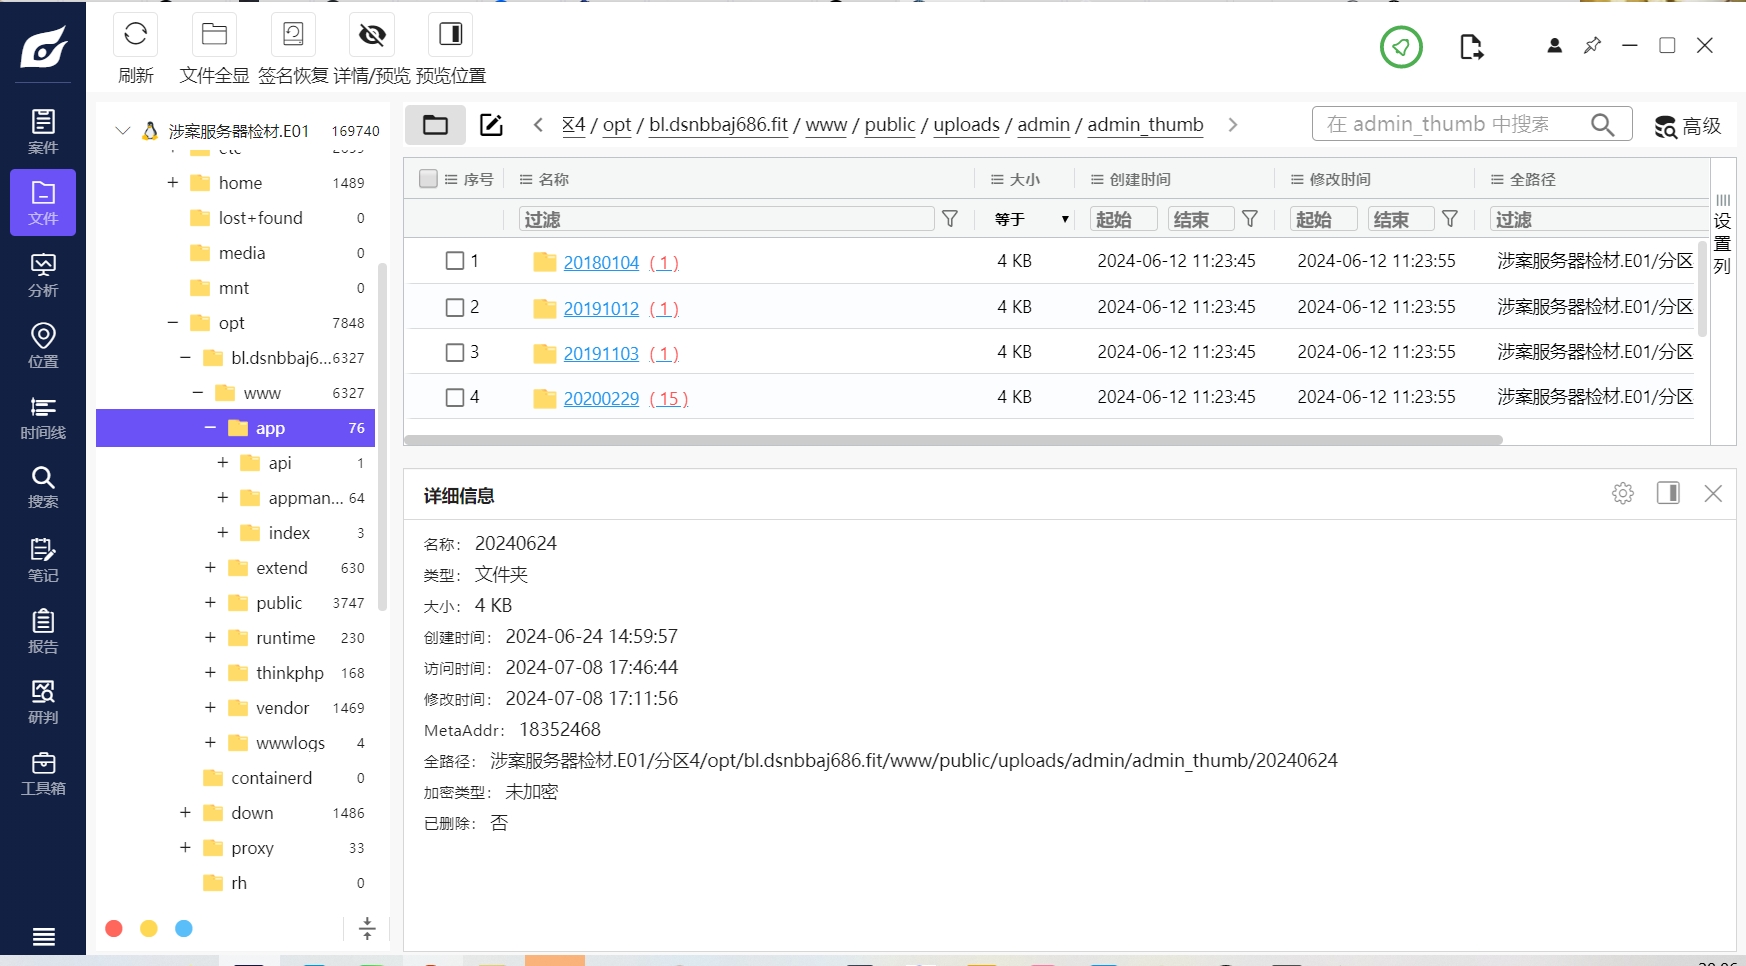 刷新 文件全显 签名恢复 详情/预览 预览位置
案件
文件
分析
位置
时间线
搜索
笔记
报告
研判
工具箱
涉案服务器检材.E01 169740
home 1489
lost+found 0
media 0
mnt 0
opt 7848
bl.dsnbbaj6...6327
www 6327
app 76
api 1
appman... 64
index 3
extend 630
public 3747
runtime 230
thinkphp 168
vendor 1469
wwwlogs 4
containerd 0
down 1486
proxy 33
rh 0
区4 / opt / bl.dsnbbaj686.fit / www / public / uploads / admin / admin_thumb
在 admin_thumb 中搜索
高级
序号 名称 大小 创建时间 修改时间 全路径
过滤 等于 起始 结束 起始 结束 过滤
设置列
1 20180104 ( 1 ) 4 KB 2024-06-12 11:23:45 2024-06-12 11:23:55 涉案服务器检材.E01/分区
2 20191012 ( 1 ) 4 KB 2024-06-12 11:23:45 2024-06-12 11:23:55 涉案服务器检材.E01/分区
3 20191103 ( 1 ) 4 KB 2024-06-12 11:23:45 2024-06-12 11:23:55 涉案服务器检材.E01/分区
4 20200229 ( 15 ) 4 KB 2024-06-12 11:23:45 2024-06-12 11:23:55 涉案服务器检材.E01/分区
详细信息
名称: 20240624
类型: 文件夹
大小: 4 KB
创建时间: 2024-06-24 14:59:57
访问时间: 2024-07-08 17:46:44
修改时间: 2024-07-08 17:11:56
MetaAddr: 18352468
全路径: 涉案服务器检材.E01/分区4/opt/bl.dsnbbaj686.fit/www/public/uploads/admin/admin_thumb/20240624
加密类型: 未加密
已删除: 否